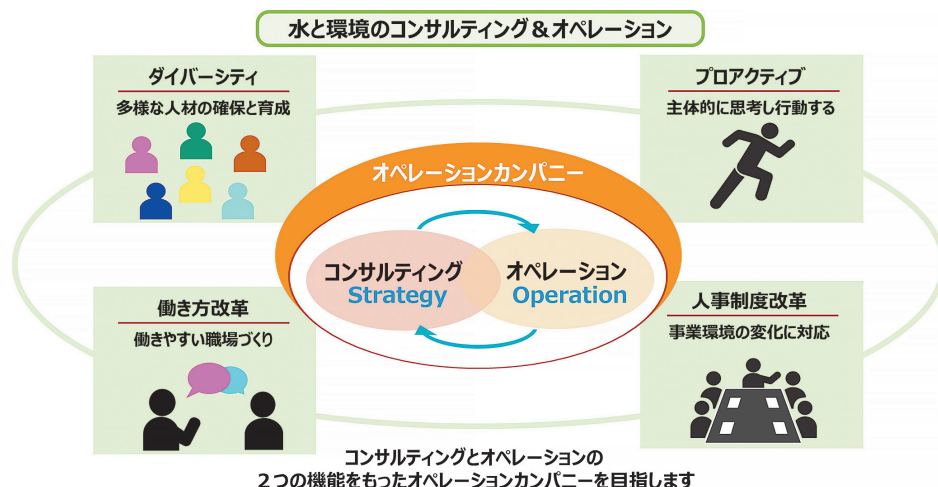 水と環境のコンサルティング＆オペレーション
ダイバーシティ
多様な人材の確保と育成
プロアクティブ
主体的に思考し行動する
オペレーションカンパニー
コンサルティング
Strategy
オペレーション
Operation
働き方改革
働きやすい職場づくり
人事制度改革
事業環境の変化に対応
コンサルティングとオペレーションの
２つの機能をもったオペレーションカンパニーを目指します